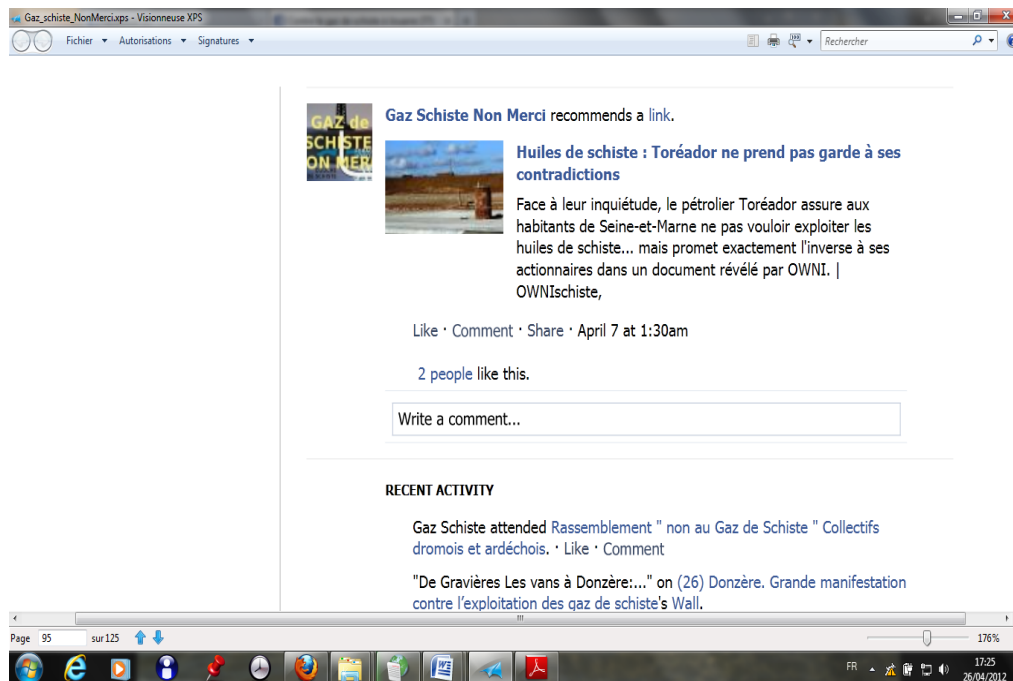 Gaz_schiste_NonMerci.xps - Visionneuse XPS
Fichier Autorisations Signatures Rechercher
GAZ de
SCHISTE
ON MER
Gaz Schiste Non Merci recommends a link.
Huiles de schiste : Toréador ne prend pas garde à ses
contradictions
Face à leur inquiétude, le pétrolier Toréador assure aux
habitants de Seine-et-Marne ne pas vouloir exploiter les
huiles de schiste... mais promet exactement l'inverse à ses
actionnaires dans un document révélé par OWNI. |
OWNIschiste,
Like · Comment · Share · April 7 at 1:30am
2 people like this.
Write a comment...
RECENT ACTIVITY
Gaz Schiste attended Rassemblement " non au Gaz de Schiste " Collectifs
dromois et ardéchois. · Like · Comment
"De Gravières Les vans à Donzère:..." on (26) Donzère. Grande manifestation
contre l'exploitation des gaz de schiste's Wall.
Page 95 sur 125 176%
FR 17:25
26/04/2012